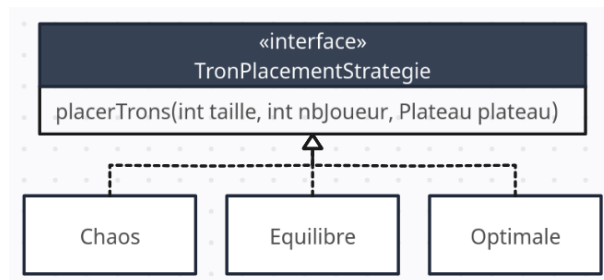 «interface»
TronPlacementStrategie
placerTrons(int taille, int nbJoueur, Plateau plateau)
Chaos
Equilibre
Optimale